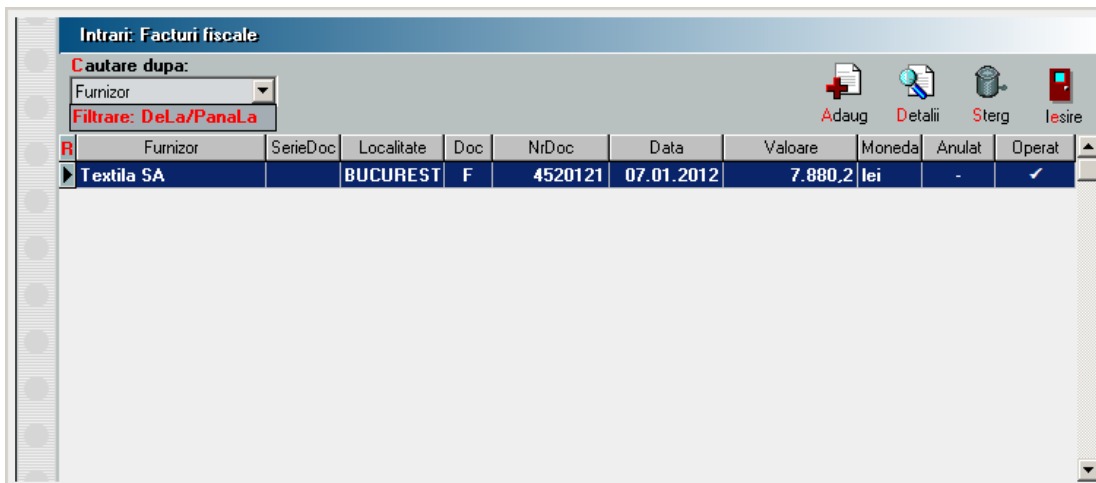 Intrari: Facturi fiscale
Cautare dupa:
Furnizor
Filtrare: DeLa/PanaLa
Adaug Detalii Sterg Iesire
R Furnizor SerieDoc Localitate Doc NrDoc Data Valoare Moneda Anulat Operat
Textila SA BUCUREST F 4520121 07.01.2012 7.880,2 lei - ✓